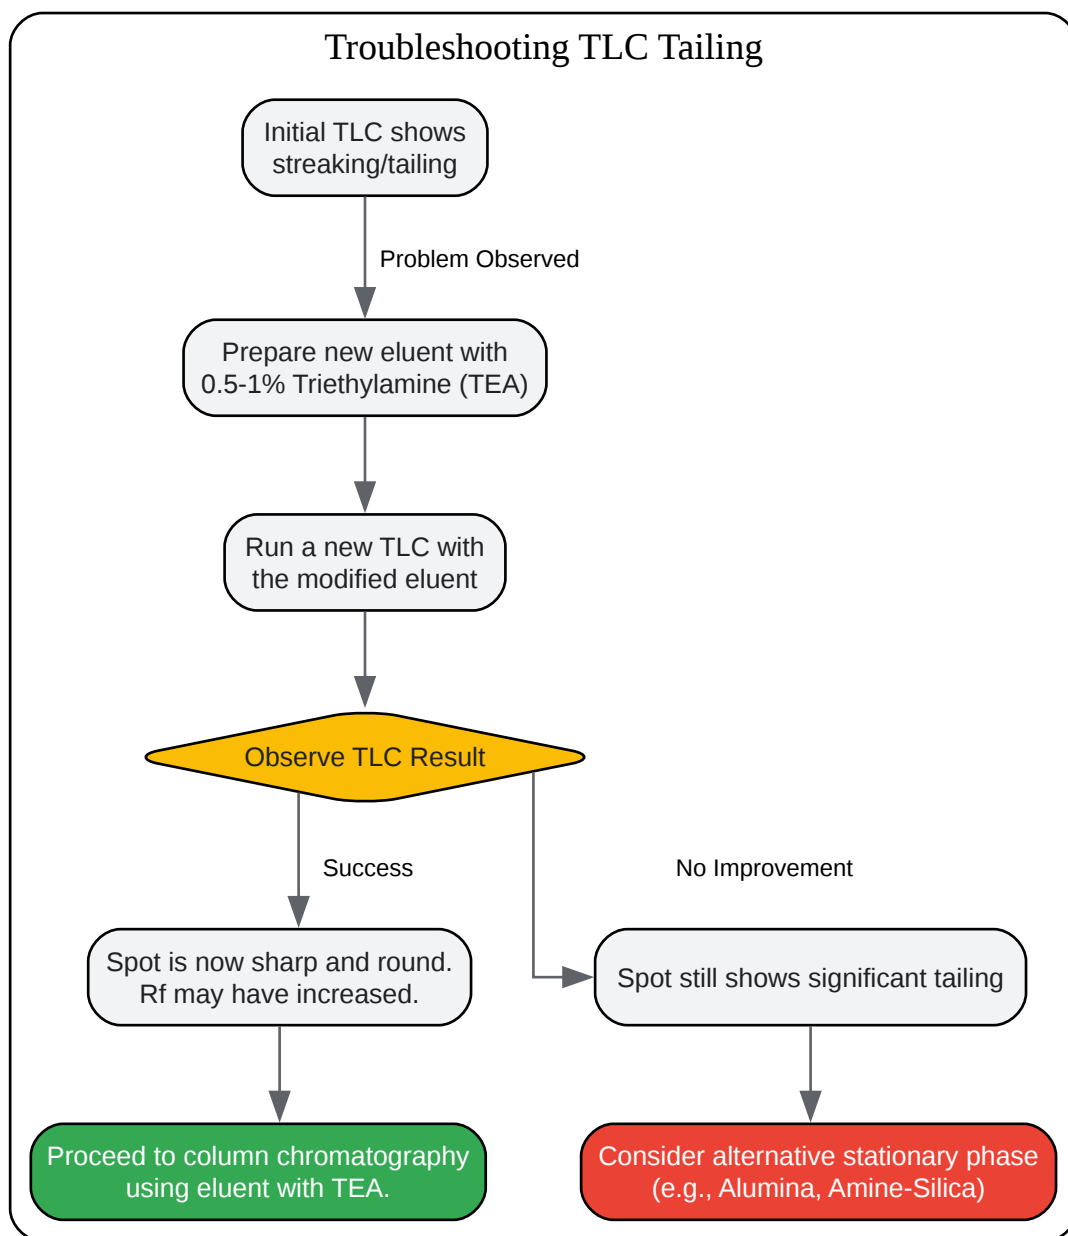 Troubleshooting TLC Tailing
Initial TLC shows
streaking/tailing
Problem Observed
Prepare new eluent with
0.5-1% Triethylamine (TEA)
Run a new TLC with
the modified eluent
Observe TLC Result
Success
No Improvement
Spot is now sharp and round.
Rf may have increased.
Spot still shows significant tailing
Proceed to column chromatography
using eluent with TEA.
Consider alternative stationary phase
(e.g., Alumina, Amine-Silica)